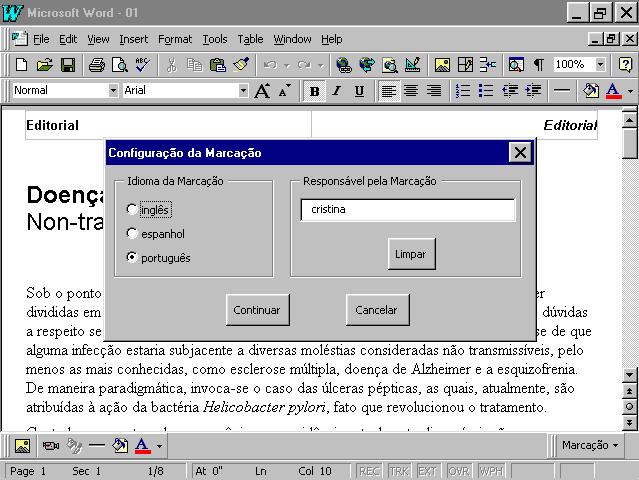 Microsoft Word - 01
File Edit View Insert Format Tools Table Window Help
100%
Normal Arial A A B I U A
Editorial Editorial
Configuração da Marcação
Idioma da Marcação Responsável pela Marcação
inglês
cristina
espanhol
Limpar
português
Continuar Cancelar
Doença
Non-tra
Sob o ponto er
divididas em dúvidas
a respeito se se de que
alguma infecção estaria subjacente a diversas moléstias consideradas não transmissíveis, pelo
menos as mais conhecidas, como esclerose múltipla, doença de Alzheimer e a esquizofrenia.
De maneira paradigmática, invoca-se o caso das úlceras pépticas, as quais, atualmente, são
atribuídas à ação da bactéria Helicobacter pylori, fato que revolucionou o tratamento.
A Marcação
Page 1 Sec 1 1/8 At 0" Ln Col 10 REC TRK EXT OVR WPH